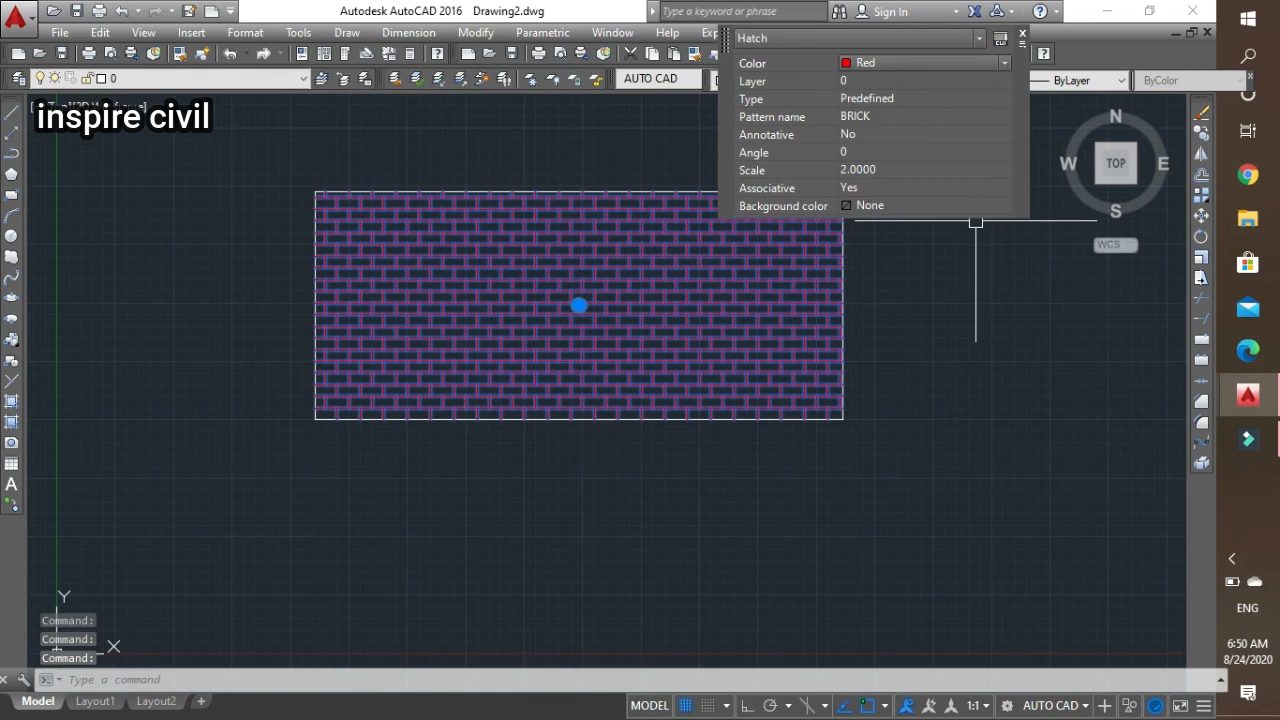 Autodesk AutoCAD 2016 Drawing2.dwg
Type a keyword or phrase
Sign In
File Edit View Insert Format Tools Draw Dimension Modify Parametric Window Help
0
AUTO CAD
ByLayer
ByColor
Hatch
Color Red
Layer 0
Type Predefined
Pattern name BRICK
Annotative No
Angle 0
Scale 2.0000
Associative Yes
Background color None
inspire civil
N
W TOP E
S
WCS
Y
X
Command:
Command:
Command:
Type a command
Model Layout1 Layout2 +
MODEL
1:1
AUTO CAD
ENG
6:50 AM
8/24/2020